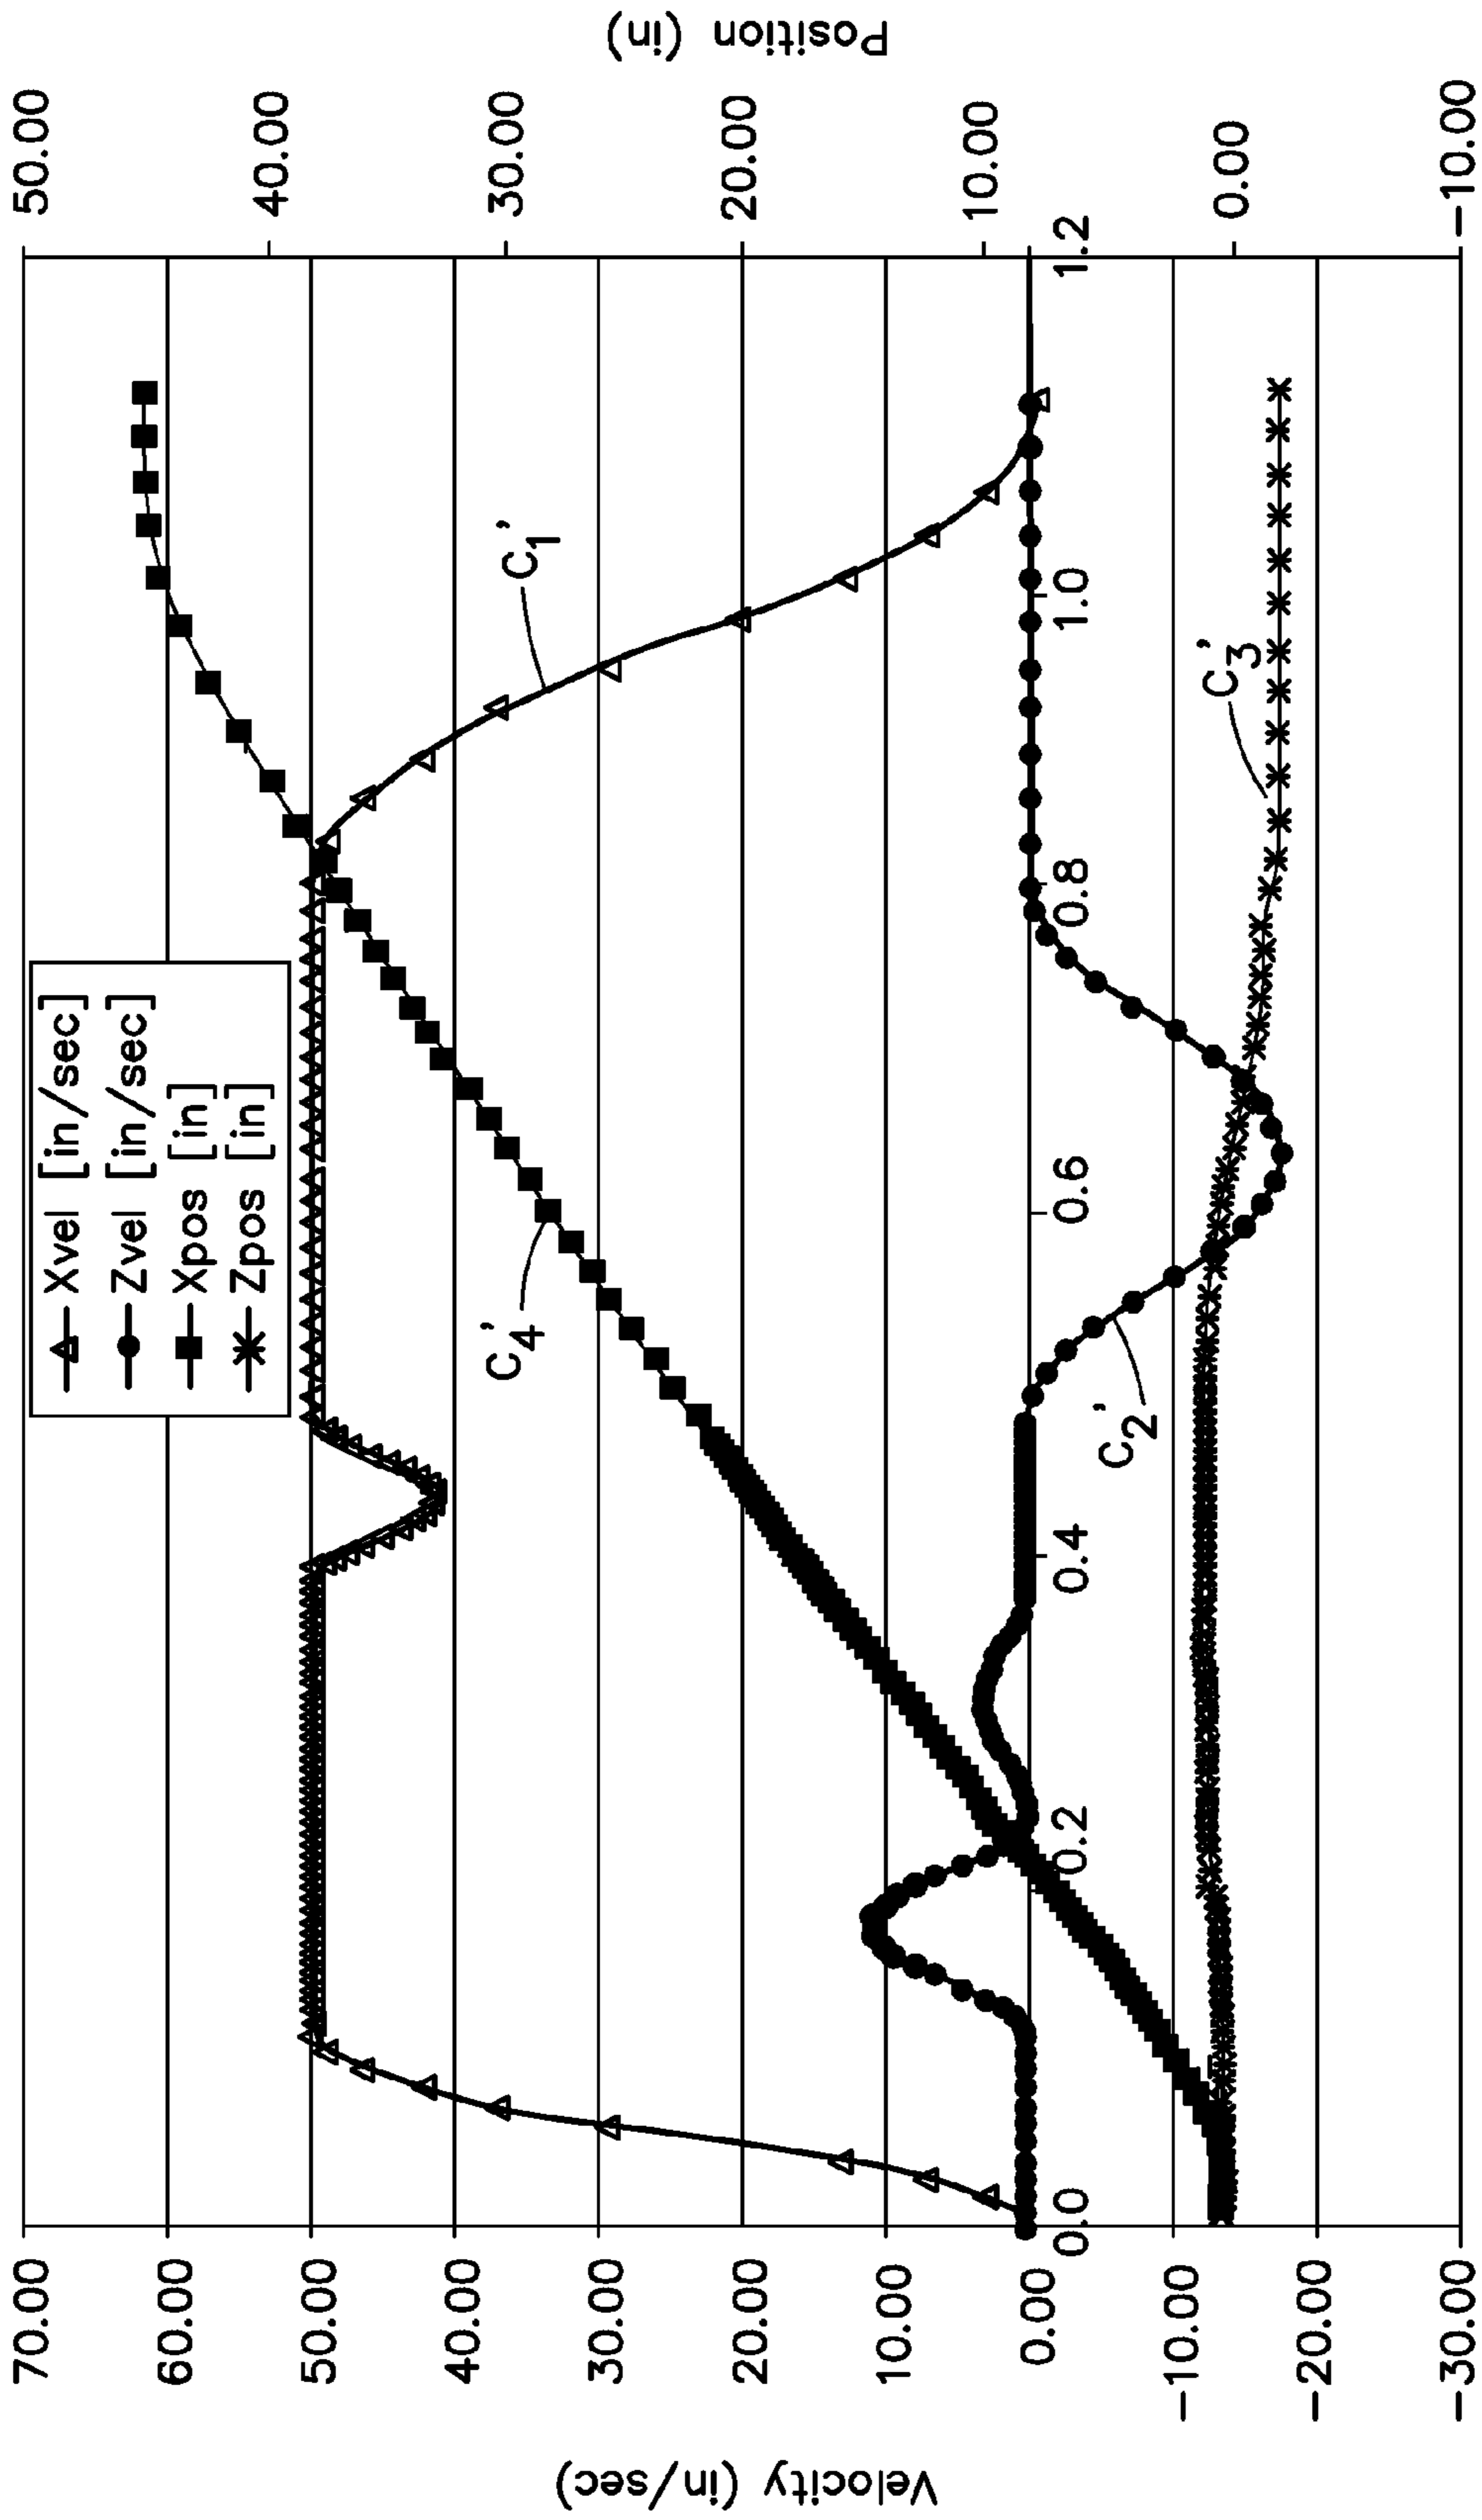 Xvel [in/sec]
Zvel [in/sec]
Xpos [in]
Zpos [in]
Velocity (in/sec)
70.00
60.00
50.00
40.00
30.00
20.00
10.00
0.00
-10.00
-20.00
-30.00
0.0
0.2
0.4
0.6
0.8
1.0
1.2
C4'
C2'
C1'
C3'
50.00
40.00
30.00
20.00
10.00
0.00
-10.00
Position (in)